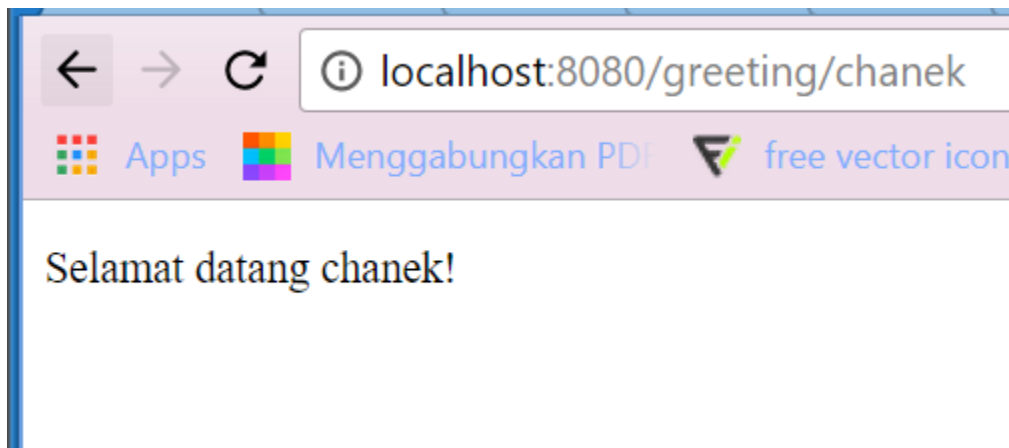 localhost:8080/greeting/chanek
Apps Menggabungkan PDF free vector icon
Selamat datang chanek!